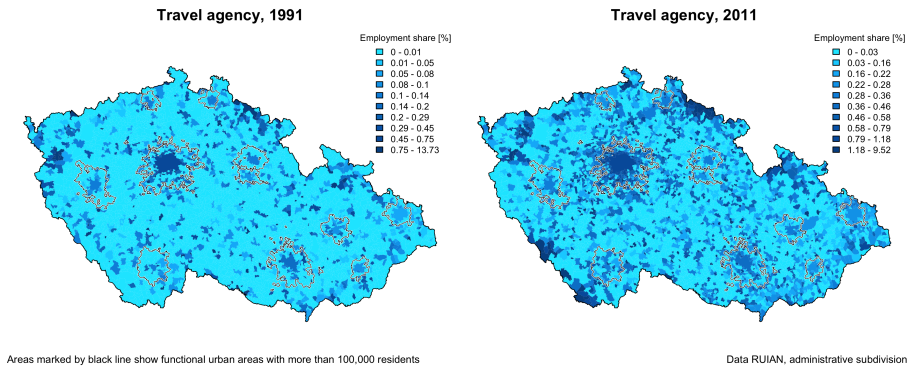 Travel agency, 1991
Employment share [%]
0 - 0.01
0.01 - 0.05
0.05 - 0.08
0.08 - 0.1
0.1 - 0.14
0.14 - 0.2
0.2 - 0.29
0.29 - 0.45
0.45 - 0.75
0.75 - 13.73
Travel agency, 2011
Employment share [%]
0 - 0.03
0.03 - 0.16
0.16 - 0.22
0.22 - 0.28
0.28 - 0.36
0.36 - 0.46
0.46 - 0.58
0.58 - 0.79
0.79 - 1.18
1.18 - 9.52
Areas marked by black line show functional urban areas with more than 100,000 residents
Data RUIAN, administrative subdivision